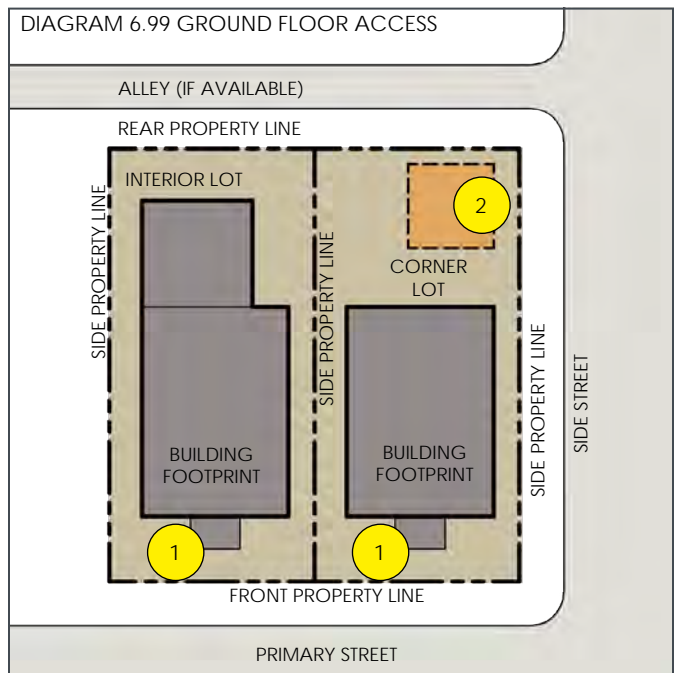 DIAGRAM 6.99 GROUND FLOOR ACCESS
ALLEY (IF AVAILABLE)
REAR PROPERTY LINE
INTERIOR LOT
2
SIDE PROPERTY LINE
SIDE PROPERTY LINE
CORNER
LOT
SIDE PROPERTY LINE
SIDE STREET
BUILDING
FOOTPRINT
BUILDING
FOOTPRINT
1
1
FRONT PROPERTY LINE
PRIMARY STREET